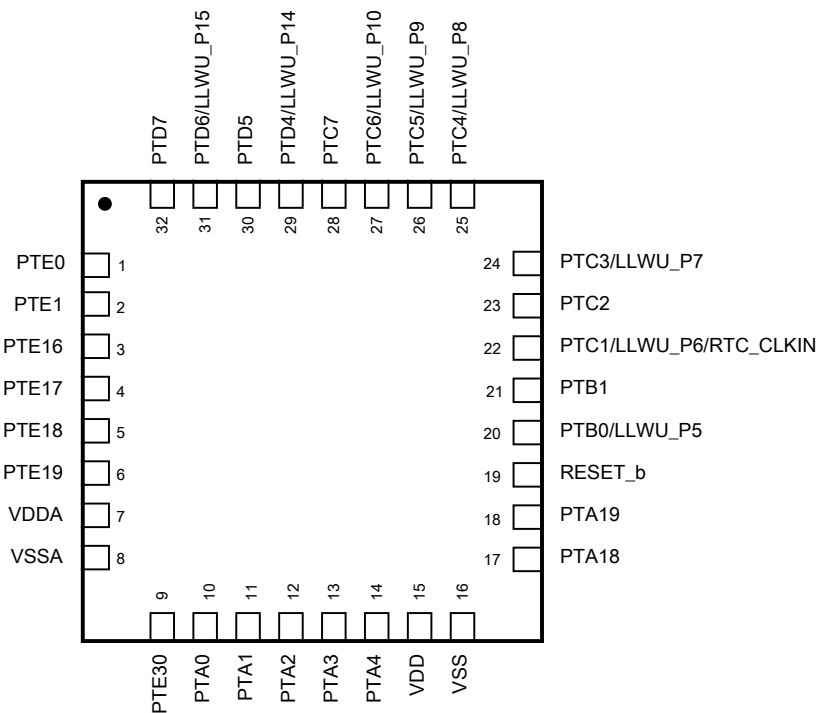 PTD7
PTD6/LLWU_P15
PTD5
PTD4/LLWU_P14
PTC7
PTC6/LLWU_P10
PTC5/LLWU_P9
PTC4/LLWU_P8
32
31
30
29
28
27
26
25
PTE0 1
PTE1 2
PTE16 3
PTE17 4
PTE18 5
PTE19 6
VDDA 7
VSSA 8
24 PTC3/LLWU_P7
23 PTC2
22 PTC1/LLWU_P6/RTC_CLKIN
21 PTB1
20 PTB0/LLWU_P5
19 RESET_b
18 PTA19
17 PTA18
9
10
11
12
13
14
15
16
PTE30
PTA0
PTA1
PTA2
PTA3
PTA4
VDD
VSS